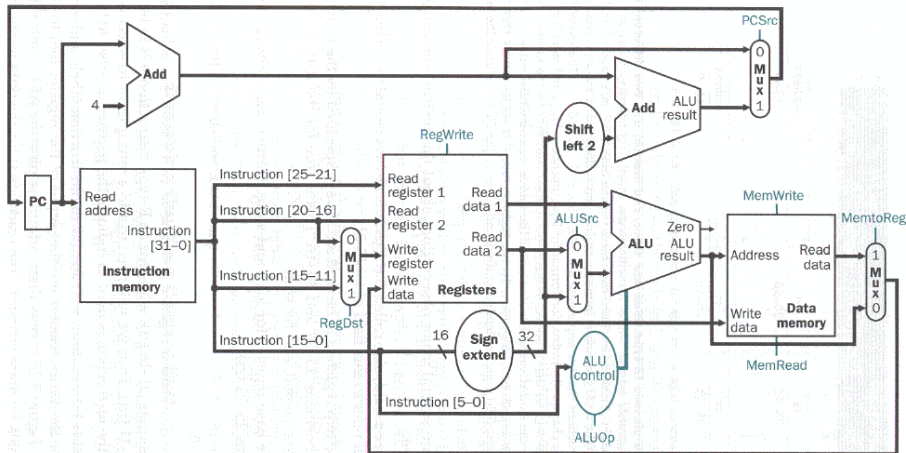 PCSrc
0
M
u
x
1
Add
4
Add
ALU
result
Shift
left 2
RegWrite
PC
Read
address
Instruction
[31–0]
Instruction
memory
Instruction [25–21]
Instruction [20–16]
Instruction [15–11]
Instruction [15–0]
Instruction [5–0]
0
M
u
x
1
RegDst
Read
register 1
Read
register 2
Write
register
Write
data
Read
data 1
Read
data 2
Registers
16
Sign
extend
32
ALUSrc
0
M
u
x
1
ALU
Zero
ALU
result
ALU
control
ALUOp
MemWrite
Address
Read
data
Write
data
Data
memory
MemRead
MemtoReg
1
M
u
x
0